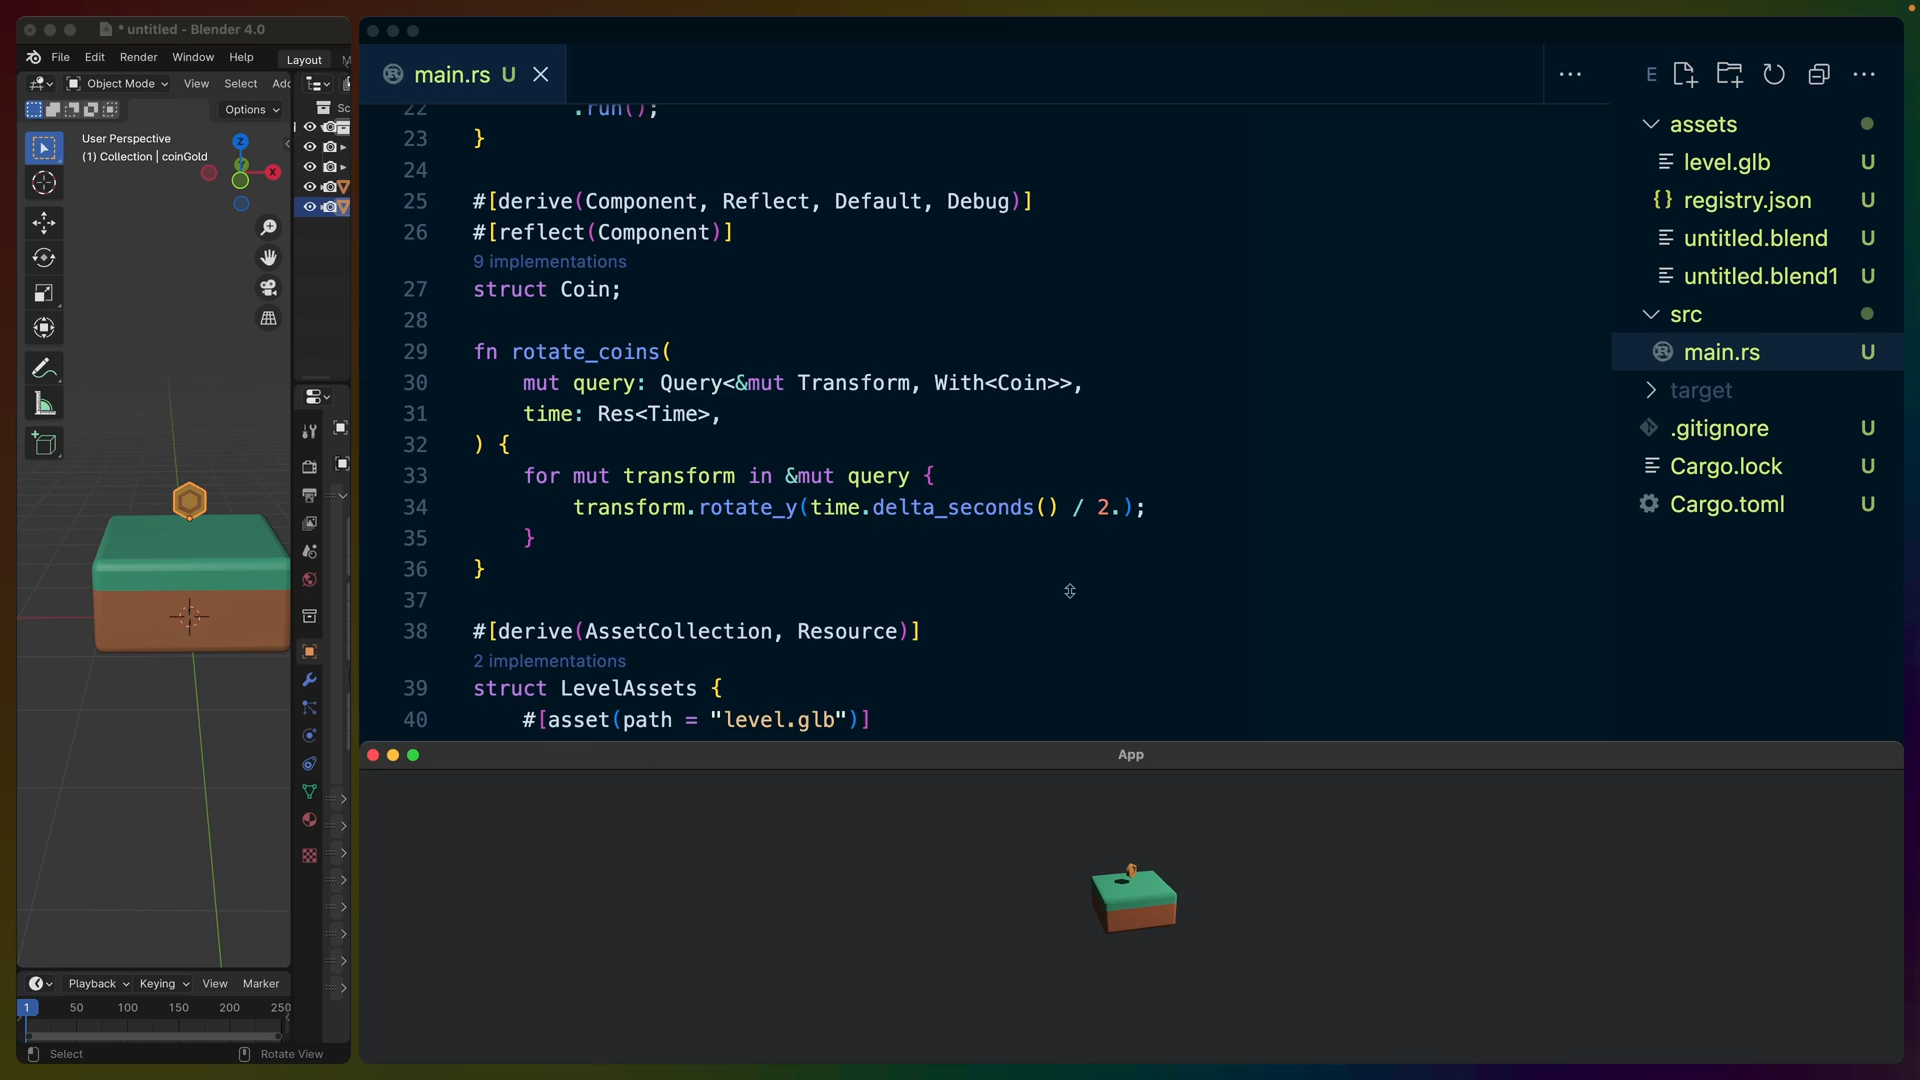 * untitled - Blender 4.0
File Edit Render Window Help Layout
Object Mode View Select Add
Options
User Perspective
(1) Collection | coinGold
Z
Y
X
Sc
Playback Keying View Marker
1 50 100 150 200 250
Select Rotate View
main.rs U
22 .run();
23 }
24
25 #[derive(Component, Reflect, Default, Debug)]
26 #[reflect(Component)]
9 implementations
27 struct Coin;
28
29 fn rotate_coins(
30 mut query: Query<&mut Transform, With<Coin>>,
31 time: Res<Time>,
32 ) {
33 for mut transform in &mut query {
34 transform.rotate_y(time.delta_seconds() / 2.);
35 }
36 }
37
38 #[derive(AssetCollection, Resource)]
2 implementations
39 struct LevelAssets {
40 #[asset(path = "level.glb")]
E
assets
level.glb U
registry.json U
untitled.blend U
untitled.blend1 U
src
main.rs U
target
.gitignore U
Cargo.lock U
Cargo.toml U
App